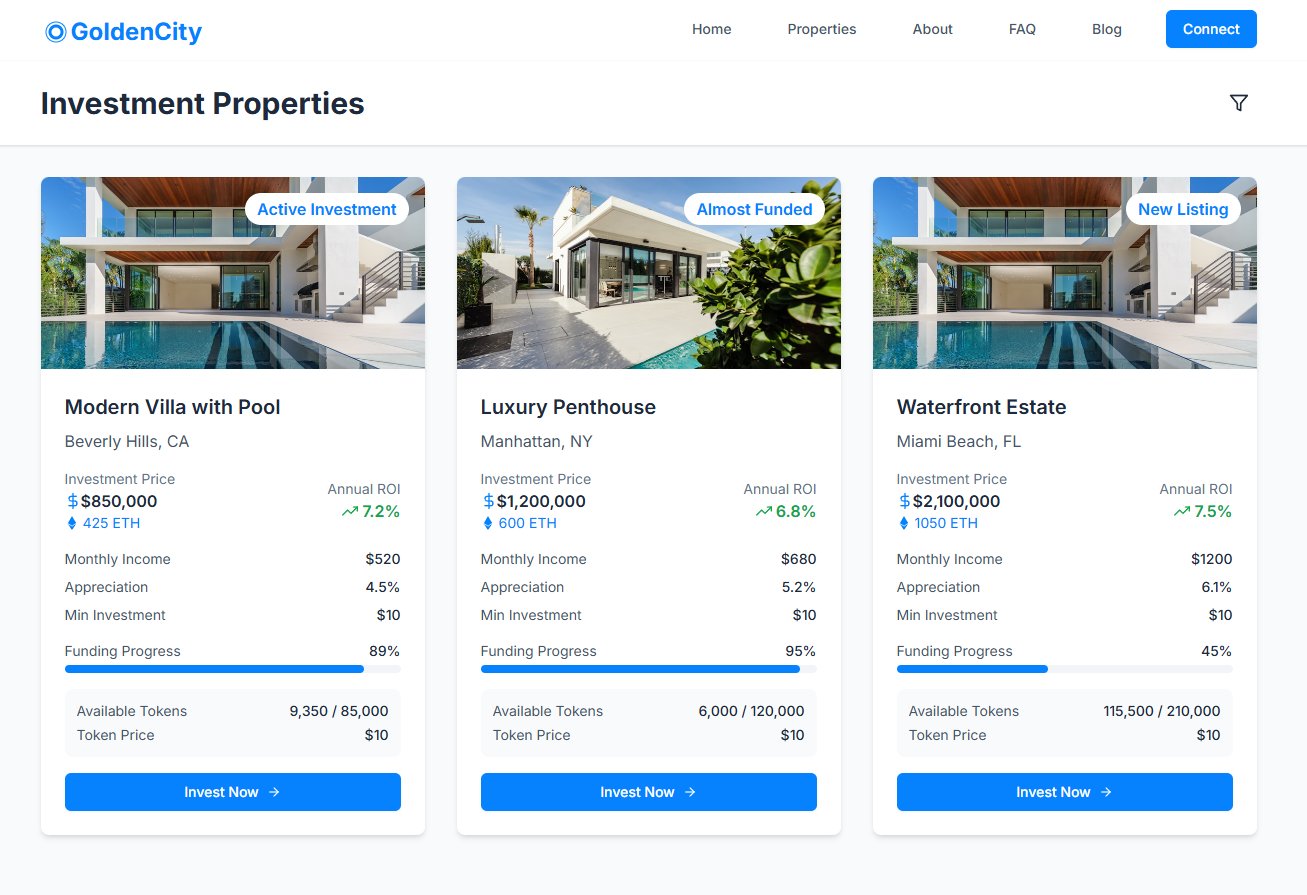 GoldenCity
Home Properties About FAQ Blog Connect
Investment Properties
Active Investment
Modern Villa with Pool
Beverly Hills, CA
Investment Price
$850,000
425 ETH
Annual ROI
7.2%
Monthly Income $520
Appreciation 4.5%
Min Investment $10
Funding Progress 89%
Available Tokens 9,350 / 85,000
Token Price $10
Invest Now
Almost Funded
Luxury Penthouse
Manhattan, NY
Investment Price
$1,200,000
600 ETH
Annual ROI
6.8%
Monthly Income $680
Appreciation 5.2%
Min Investment $10
Funding Progress 95%
Available Tokens 6,000 / 120,000
Token Price $10
Invest Now
New Listing
Waterfront Estate
Miami Beach, FL
Investment Price
$2,100,000
1050 ETH
Annual ROI
7.5%
Monthly Income $1200
Appreciation 6.1%
Min Investment $10
Funding Progress 45%
Available Tokens 115,500 / 210,000
Token Price $10
Invest Now